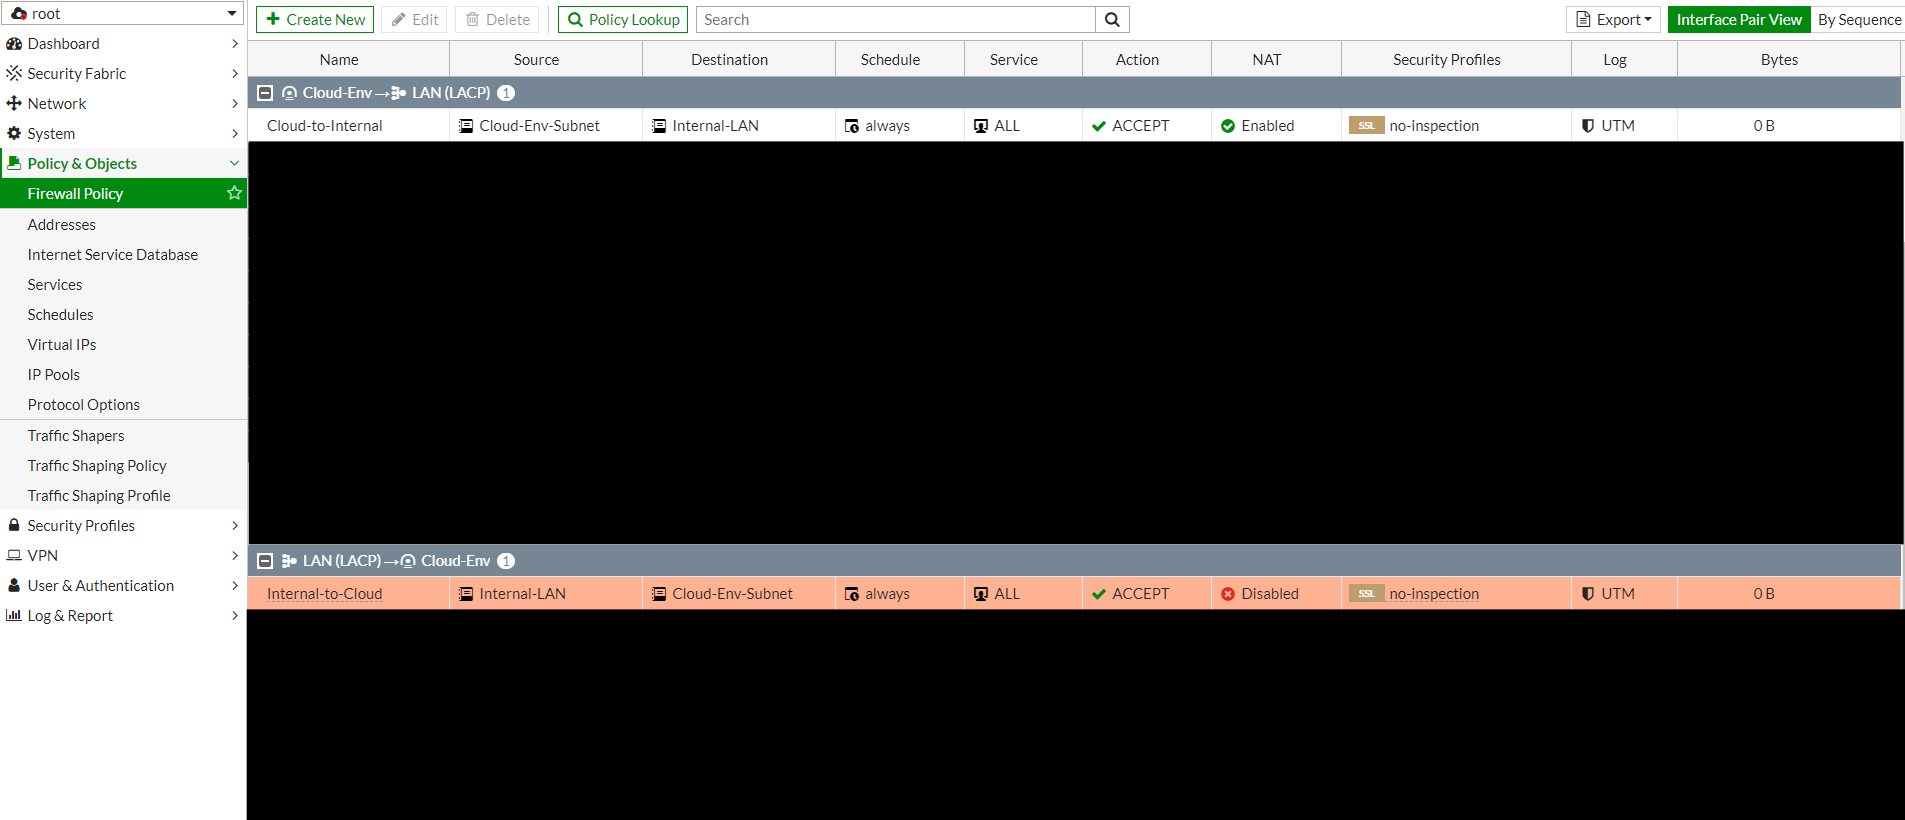 root
Create New Edit Delete Policy Lookup Search Export Interface Pair View By Sequence
Dashboard
Security Fabric
Network
System
Policy & Objects
Firewall Policy
Addresses
Internet Service Database
Services
Schedules
Virtual IPs
IP Pools
Protocol Options
Traffic Shapers
Traffic Shaping Policy
Traffic Shaping Profile
Security Profiles
VPN
User & Authentication
Log & Report
Name Source Destination Schedule Service Action NAT Security Profiles Log Bytes
Cloud-Env → LAN (LACP) 1
Cloud-to-Internal Cloud-Env-Subnet Internal-LAN always ALL ACCEPT Enabled SSL no-inspection UTM 0 B
LAN (LACP) → Cloud-Env 1
Internal-to-Cloud Internal-LAN Cloud-Env-Subnet always ALL ACCEPT Disabled SSL no-inspection UTM 0 B